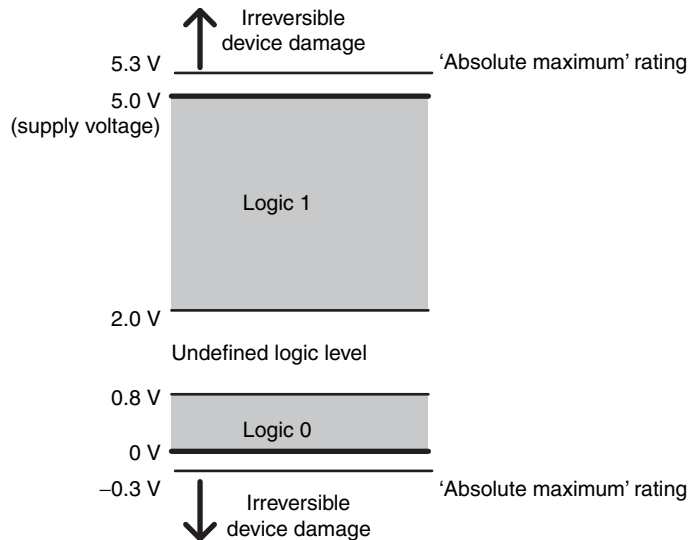 Irreversible
device damage
5.3 V
'Absolute maximum' rating
5.0 V
(supply voltage)
Logic 1
2.0 V
Undefined logic level
0.8 V
Logic 0
0 V
–0.3 V
'Absolute maximum' rating
Irreversible
device damage